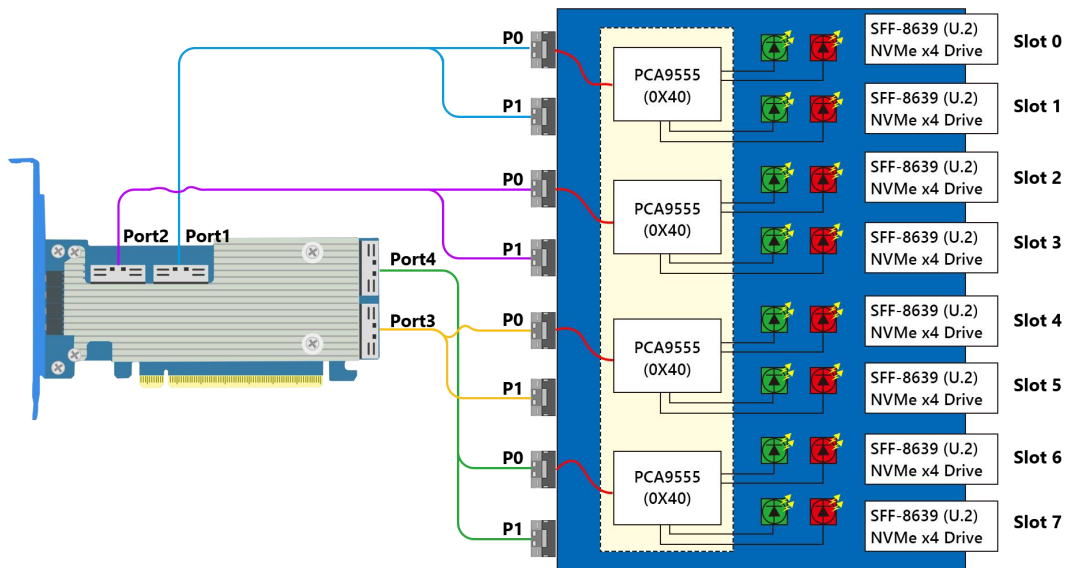 P0
P1
P0
P1
P0
P1
P0
P1
Port2
Port1
Port4
Port3
PCA9555
(0X40)
PCA9555
(0X40)
PCA9555
(0X40)
PCA9555
(0X40)
SFF-8639 (U.2)
NVMe x4 Drive
Slot 0
SFF-8639 (U.2)
NVMe x4 Drive
Slot 1
SFF-8639 (U.2)
NVMe x4 Drive
Slot 2
SFF-8639 (U.2)
NVMe x4 Drive
Slot 3
SFF-8639 (U.2)
NVMe x4 Drive
Slot 4
SFF-8639 (U.2)
NVMe x4 Drive
Slot 5
SFF-8639 (U.2)
NVMe x4 Drive
Slot 6
SFF-8639 (U.2)
NVMe x4 Drive
Slot 7